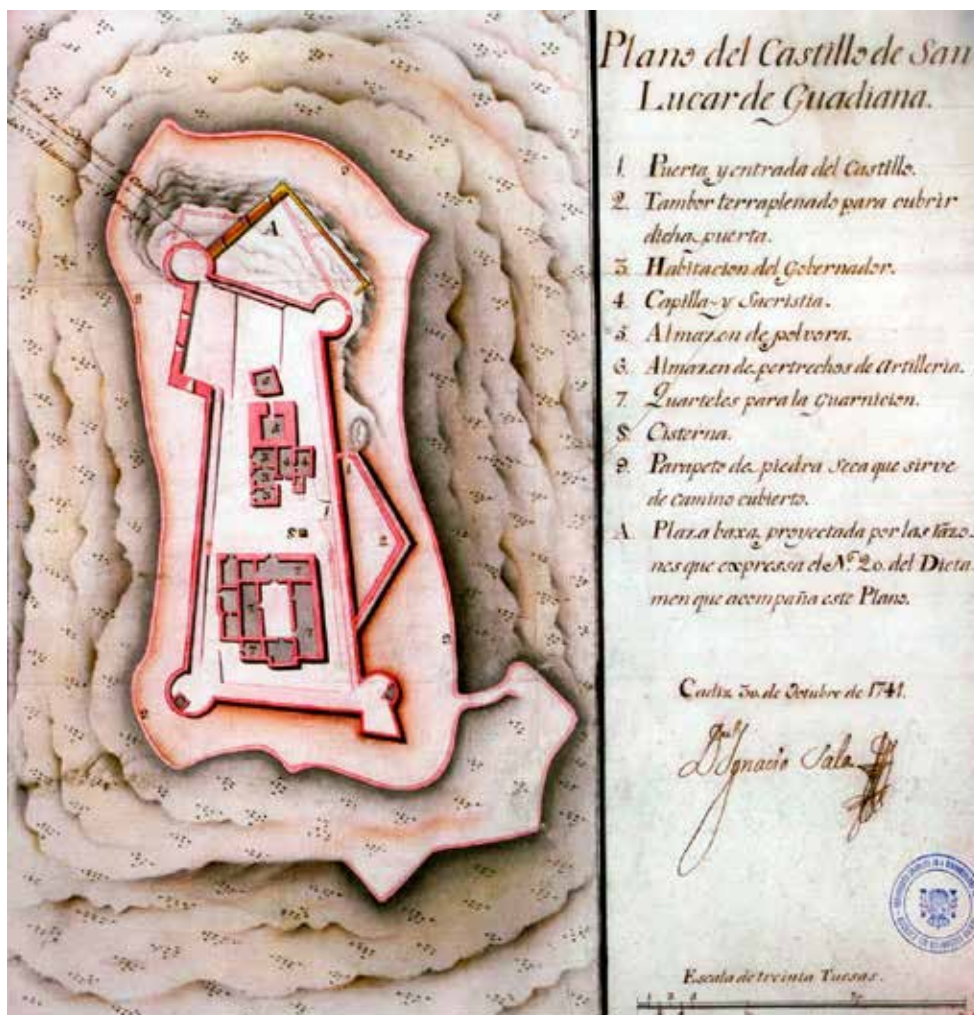 Plano del Castillo de San
Lucar de Guadiana.
1. Puerta y entrada del Castillo.
2. Tambor terraplenado para cubrir
dicha puerta.
3. Habitacion del Gobernador.
4. Capilla y Sacristia.
5. Almazen de polvora.
6. Almazen de pertrechos de Artilleria.
7. Quarteles para la Guarnicion.
8. Cisterna.
9. Parapeto de piedra seca que sirve
de camino cubierto.
A. Plaza baxa, proyectada por las razo-
nes que expressa el Nº 20. del Dicta-
men que acompaña este Plano.
Cadiz 30. de Octubre de 1741.
Dn Ignacio Sala
Escala de treinta Tuesas.
A